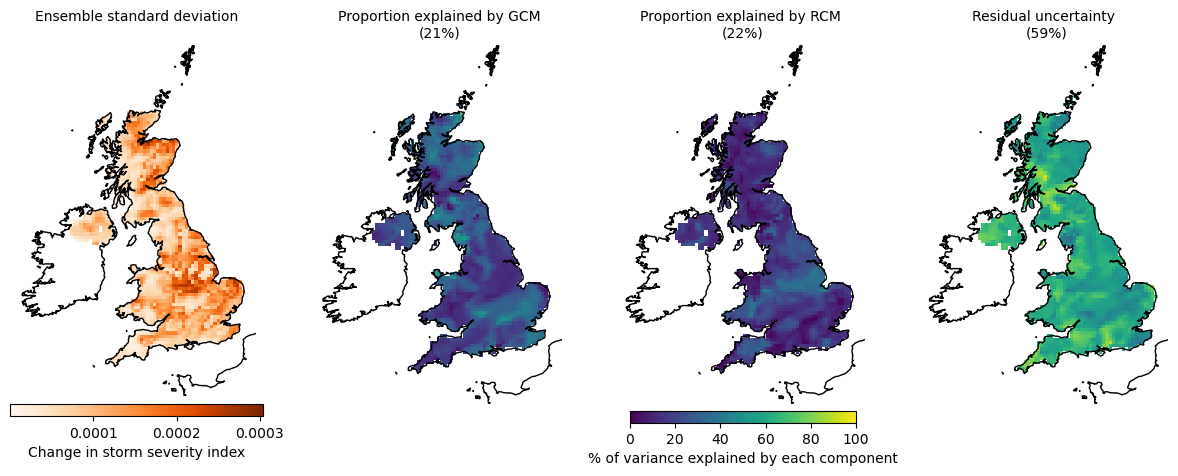 Ensemble standard deviation
Proportion explained by GCM
(21%)
Proportion explained by RCM
(22%)
Residual uncertainty
(59%)
0.0001 0.0002 0.0003
Change in storm severity index
0 20 40 60 80 100
% of variance explained by each component